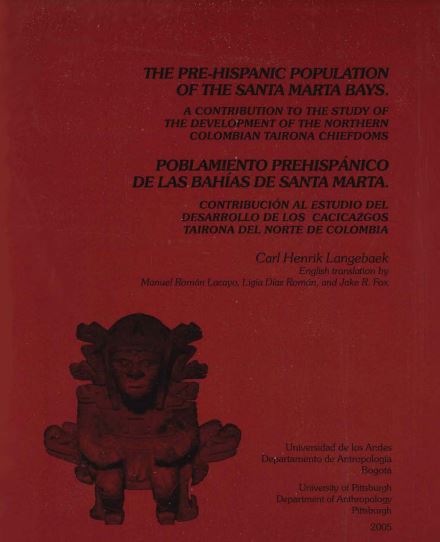 THE PRE-HISPANIC POPULATION
OF THE SANTA MARTA BAYS.
A CONTRIBUTION TO THE STUDY OF
THE DEVELOPMENT OF THE NORTHERN
COLOMBIAN TAIRONA CHIEFDOMS
POBLAMIENTO PREHISPÁNICO
DE LAS BAHÍAS DE SANTA MARTA.
CONTRIBUCIÓN AL ESTUDIO DEL
DESARROLLO DE LOS CACICAZGOS
TAIRONA DEL NORTE DE COLOMBIA
Carl Henrik Langebaek
English translation by
Manuel Román Lacayo, Ligia Días Román, and Jake R. Fox
Universidad de los Andes
Departamento de Antropología
Bogotá
University of Pittsburgh
Department of Anthropology
Pittsburgh
2005